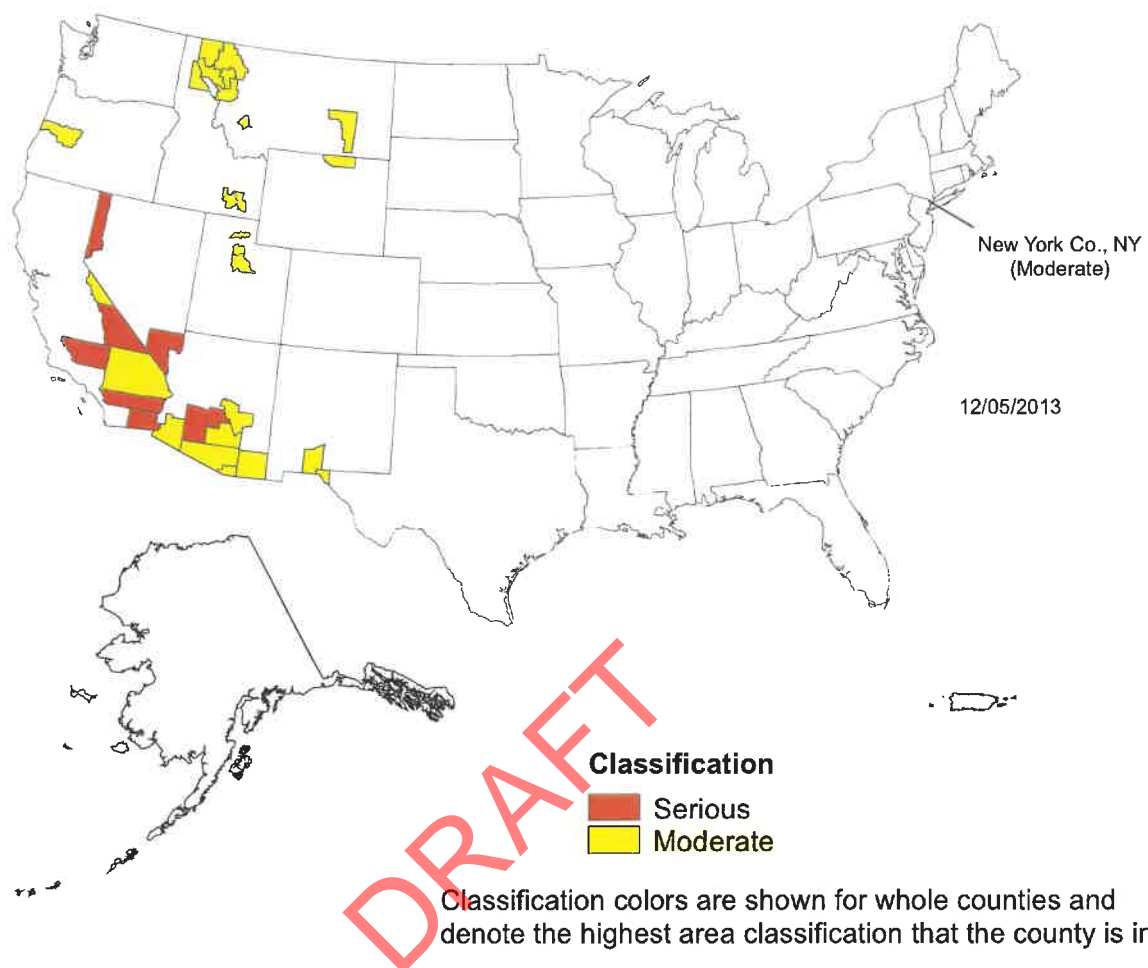 New York Co., NY
(Moderate)
12/05/2013
DRAFT
Classification
Serious
Moderate
Classification colors are shown for whole counties and
denote the highest area classification that the county is in